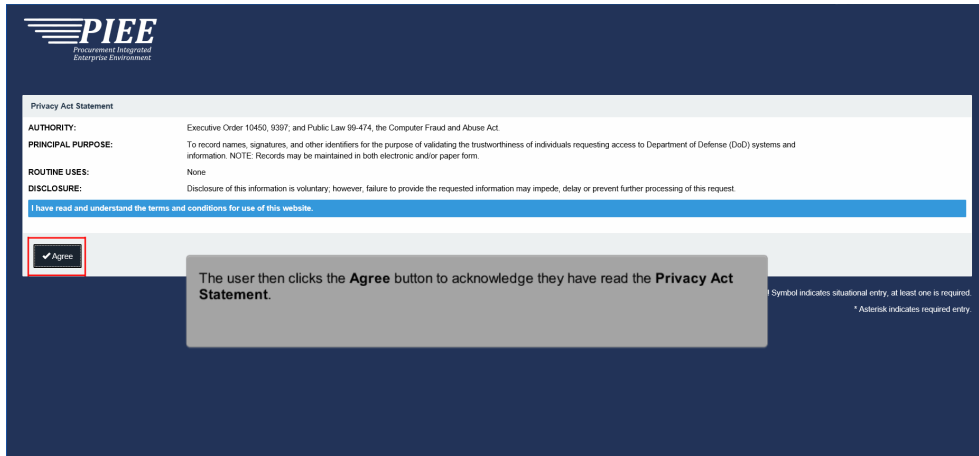 PIEE
Procurement Integrated
Enterprise Environment
Privacy Act Statement
AUTHORITY: Executive Order 10450, 9397; and Public Law 99-474, the Computer Fraud and Abuse Act.
PRINCIPAL PURPOSE: To record names, signatures, and other identifiers for the purpose of validating the trustworthiness of individuals requesting access to Department of Defense (DoD) systems and
information. NOTE: Records may be maintained in both electronic and/or paper form.
ROUTINE USES: None
DISCLOSURE: Disclosure of this information is voluntary; however, failure to provide the requested information may impede, delay or prevent further processing of this request.
I have read and understand the terms and conditions for use of this website.
Agree
The user then clicks the Agree button to acknowledge they have read the Privacy Act
Statement.
! Symbol indicates situational entry, at least one is required.
* Asterisk indicates required entry.